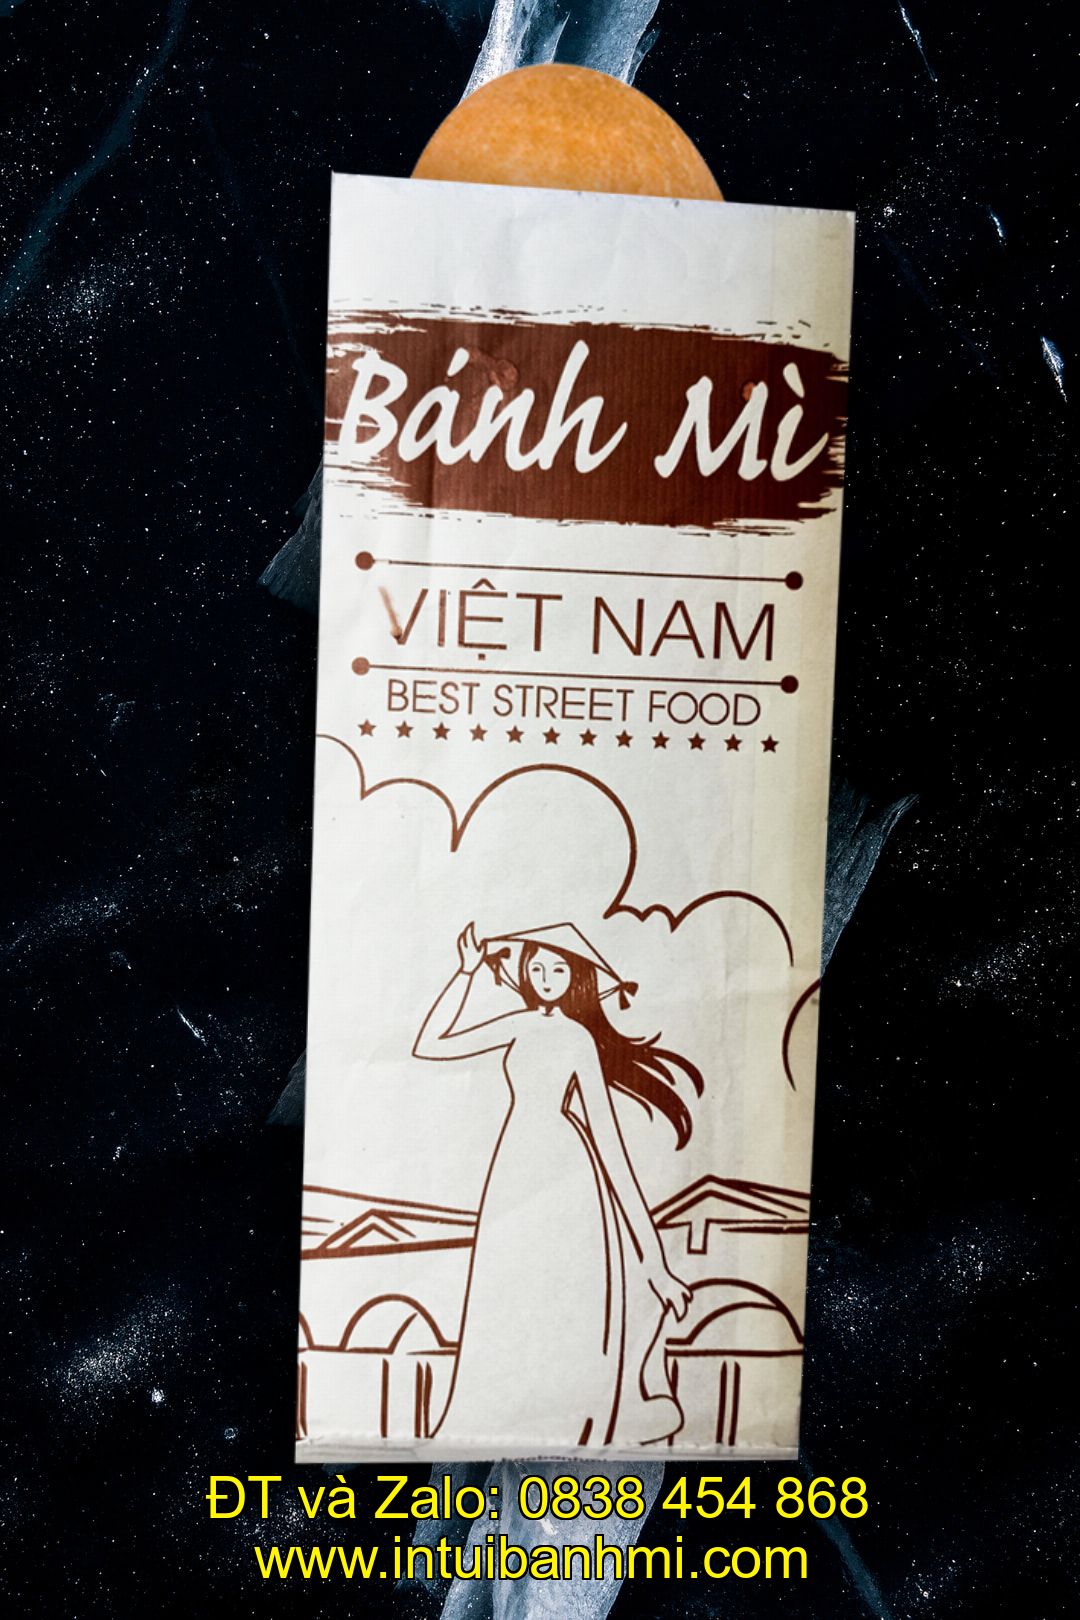 Bánh Mì
VIỆT NAM
BEST STREET FOOD
ĐT và Zalo: 0838 454 868
www.intuibanhmi.com